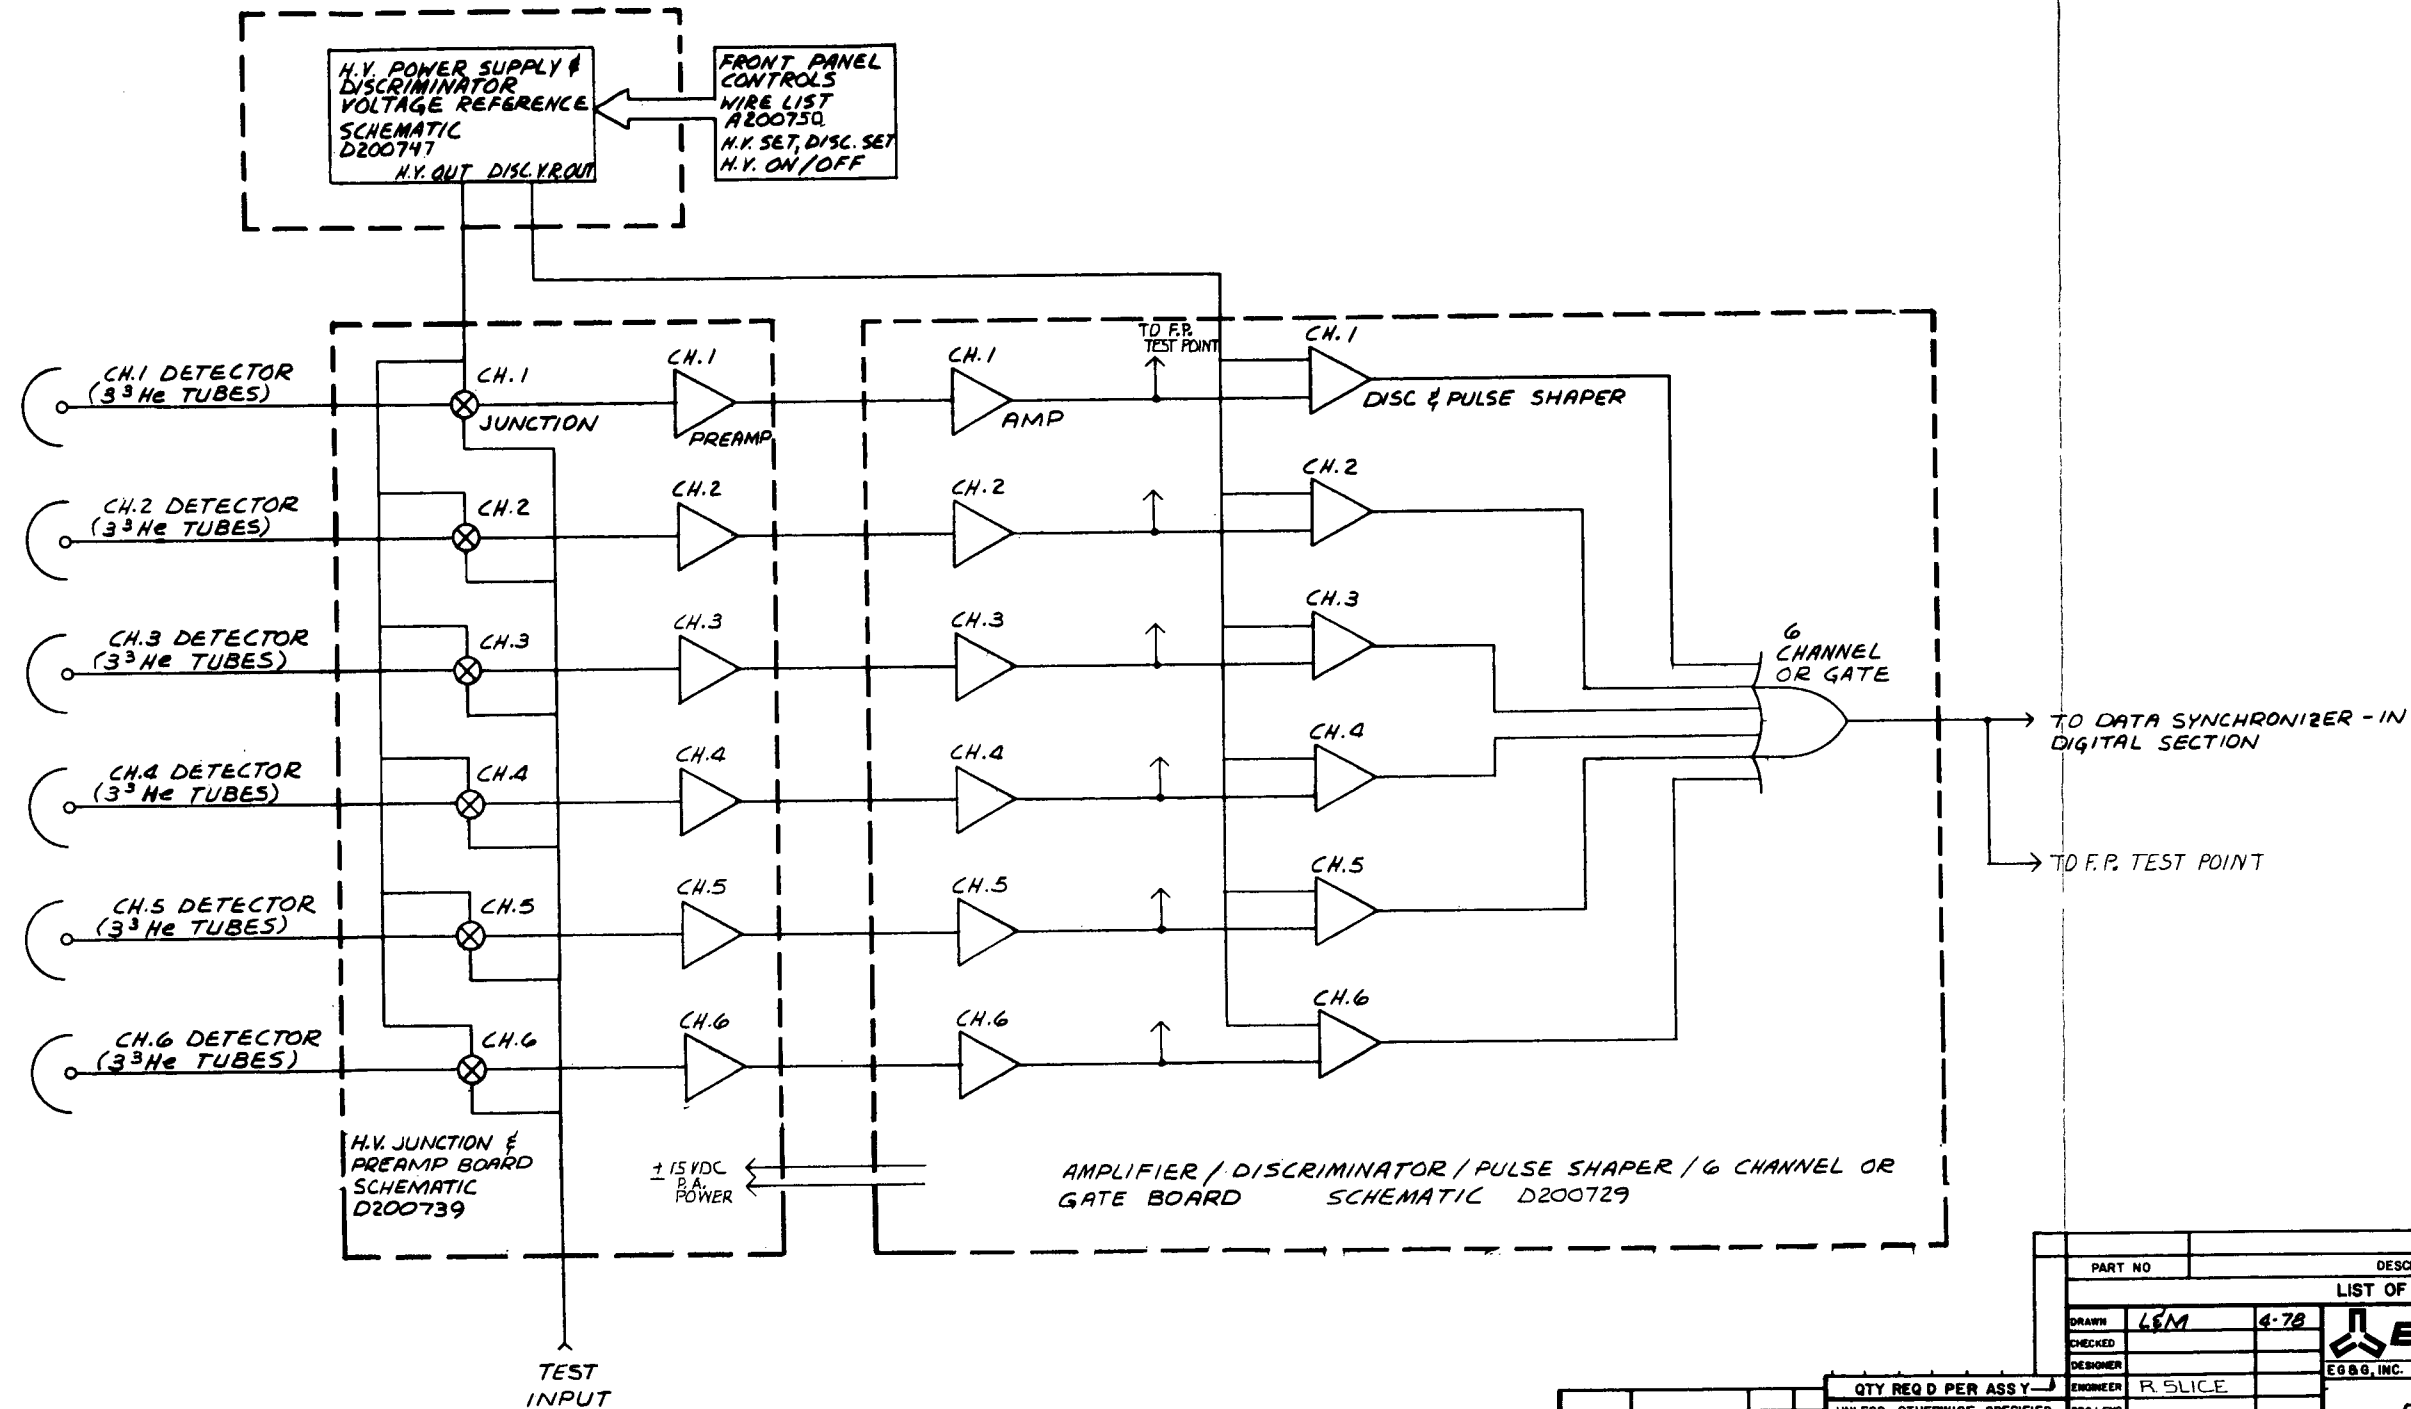 H.V. POWER SUPPLY &
DISCRIMINATOR
VOLTAGE REFERENCE
SCHEMATIC
D200747
H.V. OUT DISC. V.R. OUT
FRONT PANEL
CONTROLS
WIRE LIST
A200750
H.V. SET, DISC. SET
H.V. ON/OFF
CH.1 DETECTOR
(3 ³He TUBES)
CH.1
JUNCTION
CH.1
PREAMP
CH.1
AMP
TO F.P.
TEST POINT
CH.1
DISC & PULSE SHAPER
CH.2 DETECTOR
(3 ³He TUBES)
CH.2
CH.2
CH.2
CH.2
CH.3 DETECTOR
(3 ³He TUBES)
CH.3
CH.3
CH.3
CH.3
6
CHANNEL
OR GATE
TO DATA SYNCHRONIZER - IN
DIGITAL SECTION
CH.4 DETECTOR
(3 ³He TUBES)
CH.4
CH.4
CH.4
CH.4
TO F.P. TEST POINT
CH.5 DETECTOR
(3 ³He TUBES)
CH.5
CH.5
CH.5
CH.5
CH.6 DETECTOR
(3 ³He TUBES)
CH.6
CH.6
CH.6
CH.6
H.V. JUNCTION &
PREAMP BOARD
SCHEMATIC
D200739
± 15 VDC
P.A.
POWER
AMPLIFIER / DISCRIMINATOR / PULSE SHAPER / 6 CHANNEL OR
GATE BOARD SCHEMATIC D200729
TEST
INPUT
PART NO
LIST OF
DRAWN L&M 4-78
CHECKED
DESIGNER
ENGINEER R. SLICE
EG&G, INC.
QTY REQ D PER ASS Y